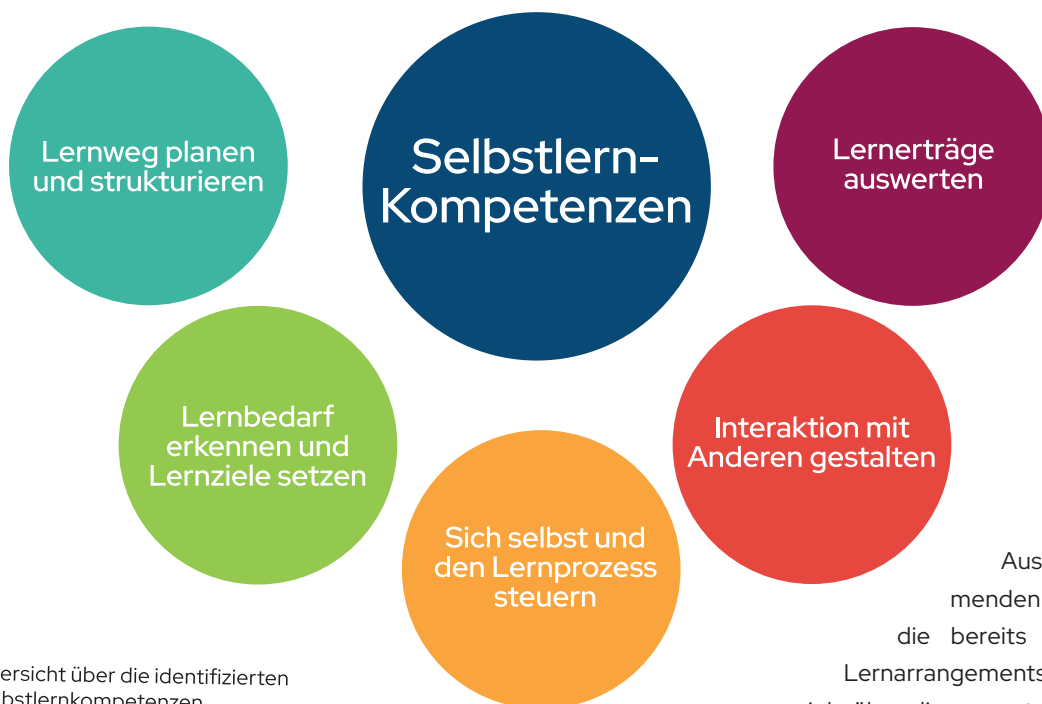 Lernweg planen
und strukturieren
Selbstlern-
Kompetenzen
Lernerträge
auswerten
Lernbedarf
erkennen und
Lernziele setzen
Sich selbst und
den Lernprozess
steuern
Interaktion mit
Anderen gestalten
Aus
menden
die bereits
Lernarrangements
ersicht über die identifizierten
bstlernkompetenzen